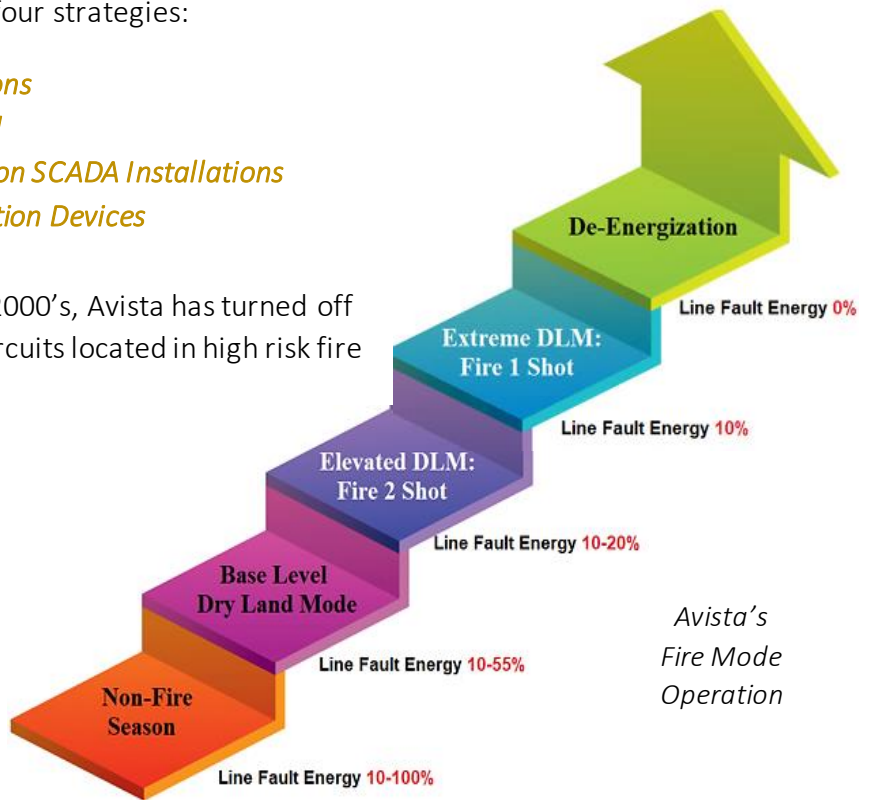 four strategies:
ons
on SCADA Installations
tion Devices
2000's, Avista has turned off
rcuits located in high risk fire
De-Energization
Line Fault Energy 0%
Extreme DLM:
Fire 1 Shot
Line Fault Energy 10%
Elevated DLM:
Fire 2 Shot
Line Fault Energy 10-20%
Base Level
Dry Land Mode
Line Fault Energy 10-55%
Non-Fire
Season
Line Fault Energy 10-100%
Avista's
Fire Mode
Operation